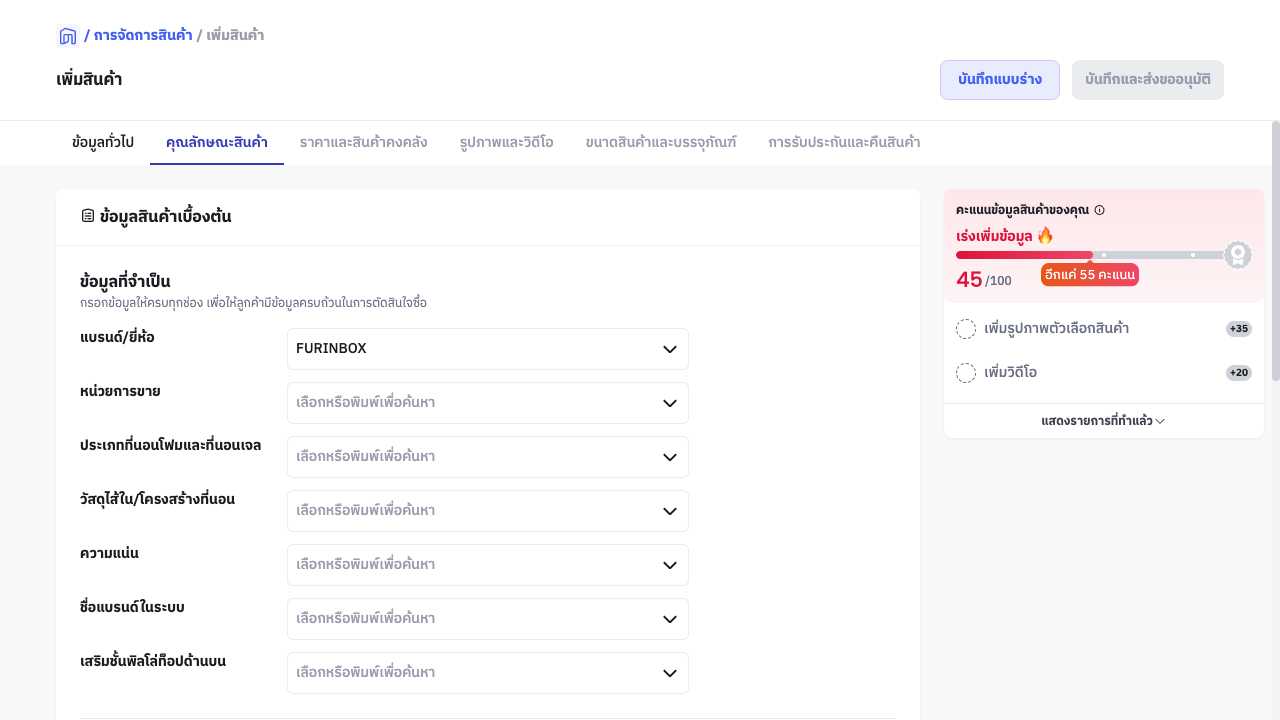 / การจัดการสินค้า / เพิ่มสินค้า
เพิ่มสินค้า
บันทึกแบบร่าง
บันทึกและส่งขออนุมัติ
ข้อมูลทั่วไป คุณลักษณะสินค้า ราคาและสินค้าคงคลัง รูปภาพและวิดีโอ ขนาดสินค้าและบรรจุภัณฑ์ การรับประกันและคืนสินค้า
ข้อมูลสินค้าเบื้องต้น
ข้อมูลที่จำเป็น
กรอกข้อมูลให้ครบทุกช่อง เพื่อให้ลูกค้ามีข้อมูลครบถ้วนในการตัดสินใจซื้อ
แบรนด์/ยี่ห้อ
FURINBOX
หน่วยการขาย
เลือกหรือพิมพ์เพื่อค้นหา
ประเภทที่นอนโฟมและที่นอนเจล
เลือกหรือพิมพ์เพื่อค้นหา
วัสดุไส้ใน/โครงสร้างที่นอน
เลือกหรือพิมพ์เพื่อค้นหา
ความแน่น
เลือกหรือพิมพ์เพื่อค้นหา
ชื่อแบรนด์ในระบบ
เลือกหรือพิมพ์เพื่อค้นหา
เสริมชั้นพิลโล่ท็อปด้านบน
เลือกหรือพิมพ์เพื่อค้นหา
คะแนนข้อมูลสินค้าของคุณ
เร่งเพิ่มข้อมูล 🔥
45/100
อีกแค่ 55 คะแนน
เพิ่มรูปภาพตัวเลือกสินค้า +35
เพิ่มวิดีโอ +20
แสดงรายการที่ทำแล้ว